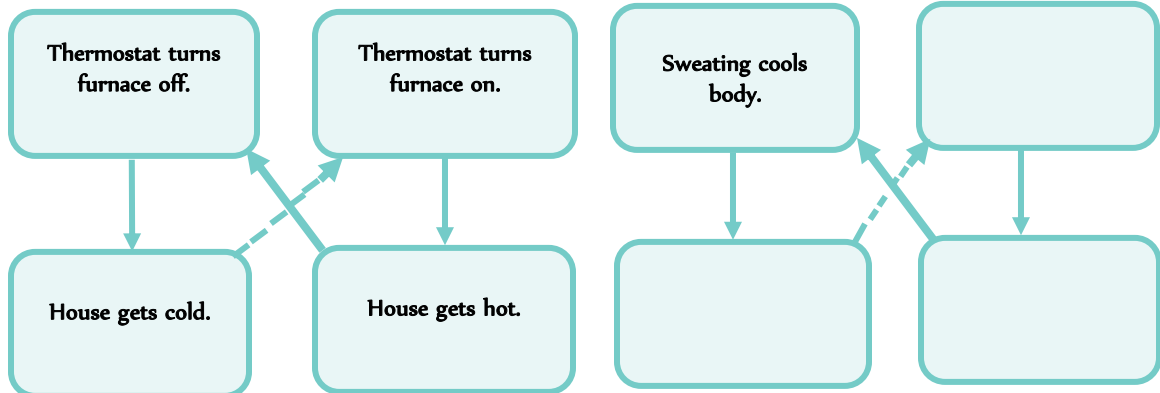 Thermostat turns
furnace off.
Thermostat turns
furnace on.
Sweating cools
body.
House gets cold.
House gets hot.